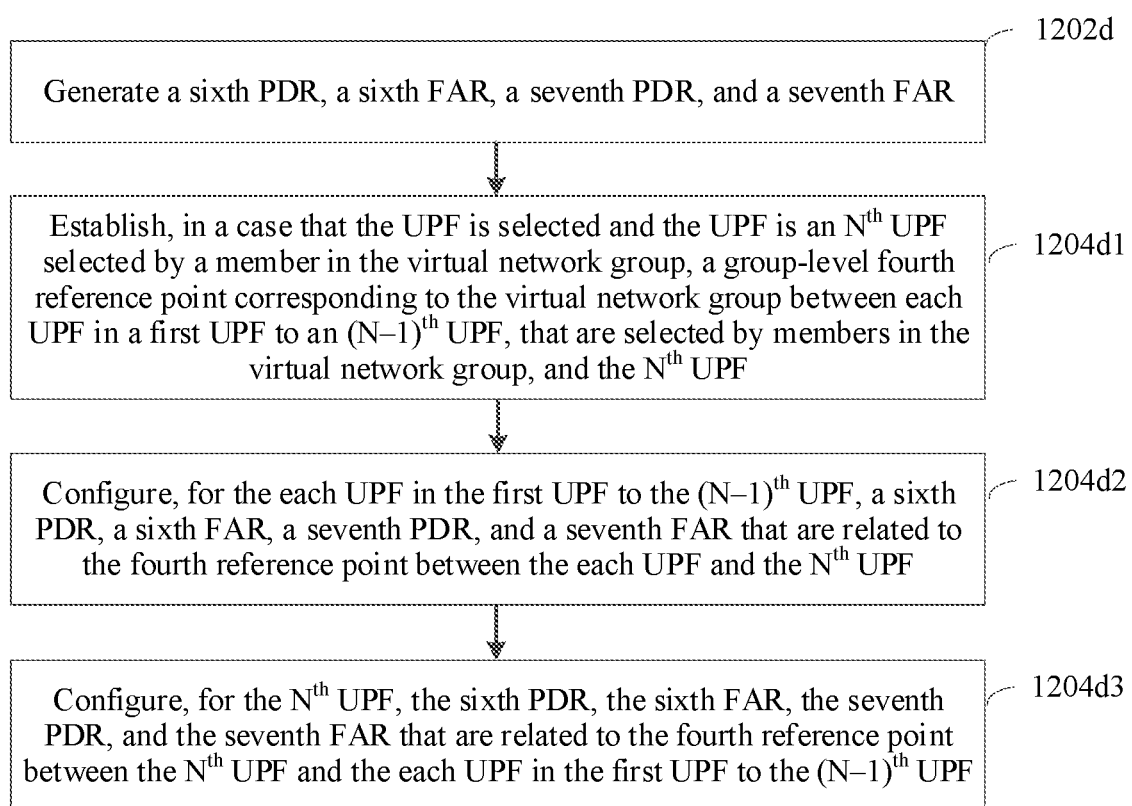 1202d
Generate a sixth PDR, a sixth FAR, a seventh PDR, and a seventh FAR
1204d1
Establish, in a case that the UPF is selected and the UPF is an Nth UPF
selected by a member in the virtual network group, a group-level fourth
reference point corresponding to the virtual network group between each
UPF in a first UPF to an (N–1)th UPF, that are selected by members in the
virtual network group, and the Nth UPF
1204d2
Configure, for the each UPF in the first UPF to the (N–1)th UPF, a sixth
PDR, a sixth FAR, a seventh PDR, and a seventh FAR that are related to
the fourth reference point between the each UPF and the Nth UPF
1204d3
Configure, for the Nth UPF, the sixth PDR, the sixth FAR, the seventh
PDR, and the seventh FAR that are related to the fourth reference point
between the Nth UPF and the each UPF in the first UPF to the (N–1)th UPF